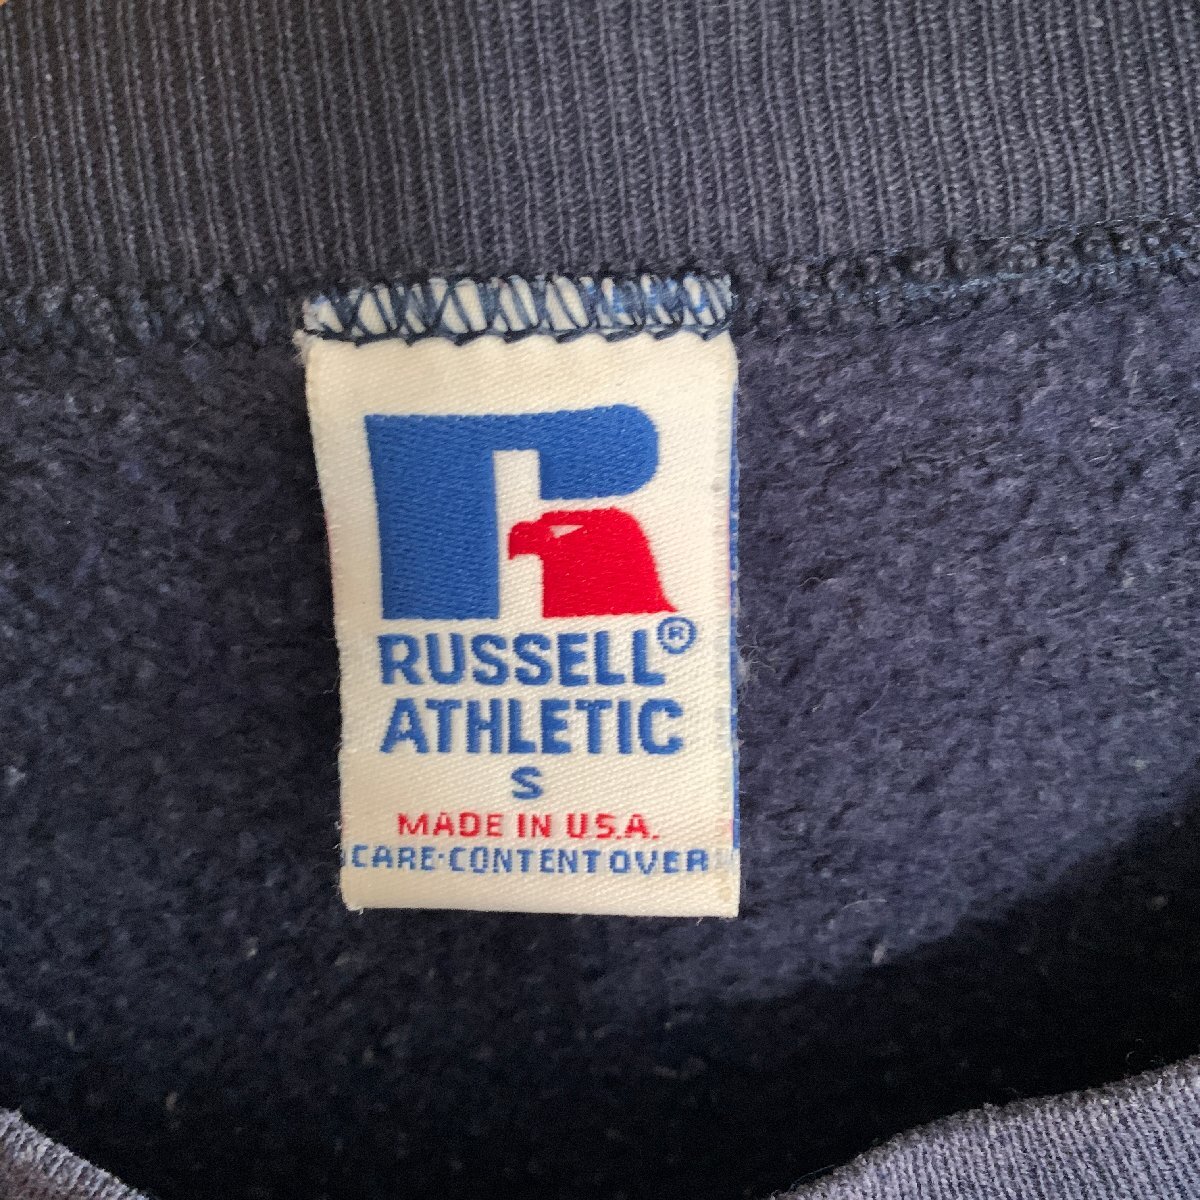 R
RUSSELL®
ATHLETIC
S
MADE IN U.S.A.
CARE·CONTENT OVER